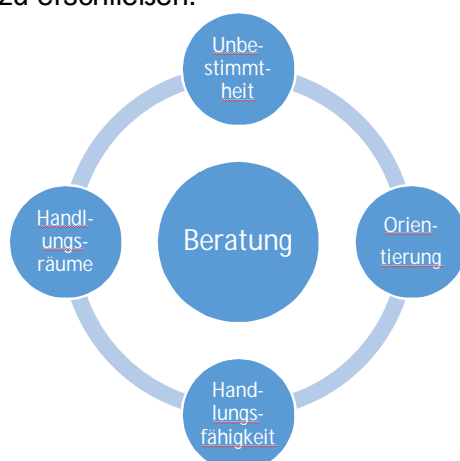 zu erschließen.
Unbe-
stimmt-
heit
Handl-
ungs-
räume
Beratung
Orien-
tierung
Hand-
lungs-
fähigkeit